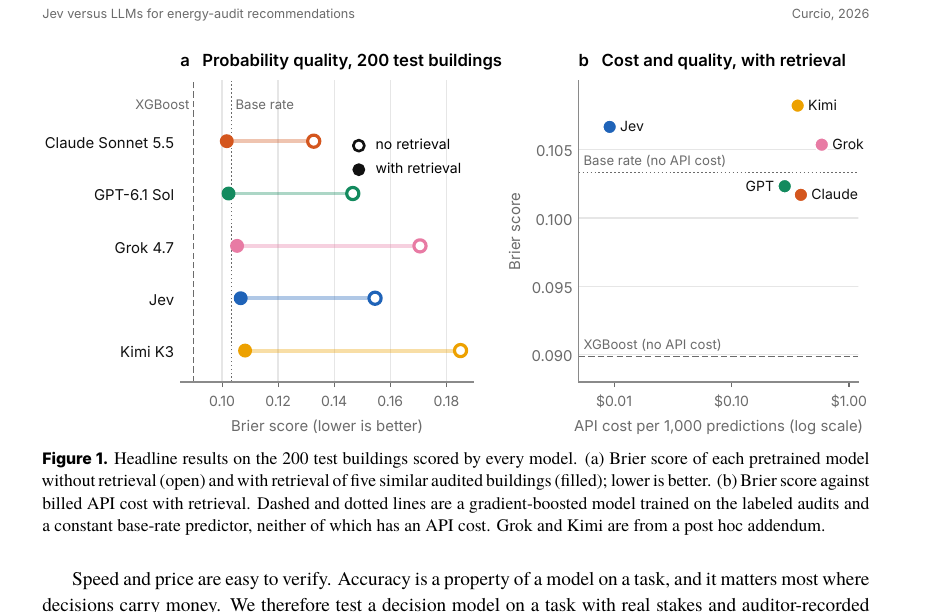 Jev versus LLMs for energy-audit recommendations
Curcio, 2026
a Probability quality, 200 test buildings
XGBoost
Base rate
Claude Sonnet 5.5
GPT-6.1 Sol
Grok 4.7
Jev
Kimi K3
no retrieval
with retrieval
0.10 0.12 0.14 0.16 0.18
Brier score (lower is better)
b Cost and quality, with retrieval
Kimi
Jev
Grok
0.105
Base rate (no API cost)
GPT
Claude
0.100
Brier score
0.095
XGBoost (no API cost)
0.090
$0.01 $0.10 $1.00
API cost per 1,000 predictions (log scale)
Figure 1. Headline results on the 200 test buildings scored by every model. (a) Brier score of each pretrained model
without retrieval (open) and with retrieval of five similar audited buildings (filled); lower is better. (b) Brier score against
billed API cost with retrieval. Dashed and dotted lines are a gradient-boosted model trained on the labeled audits and
a constant base-rate predictor, neither of which has an API cost. Grok and Kimi are from a post hoc addendum.
Speed and price are easy to verify. Accuracy is a property of a model on a task, and it matters most where
decisions carry money. We therefore test a decision model on a task with real stakes and auditor-recorded